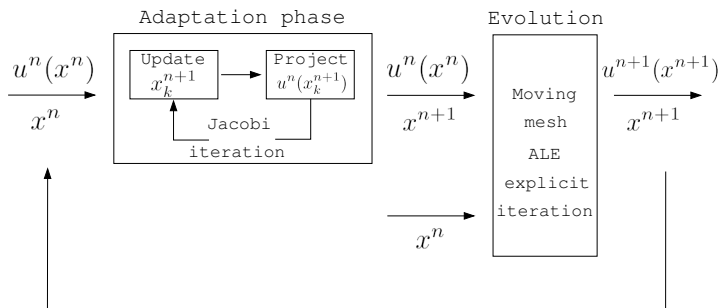 Adaptation phase
Evolution
u^n(x^n)
x^n
Update
x_k^{n+1}
Project
u^n(x_k^{n+1})
Jacobi
iteration
u^n(x^n)
x^{n+1}
x^n
Moving
mesh
ALE
explicit
iteration
u^{n+1}(x^{n+1})
x^{n+1}